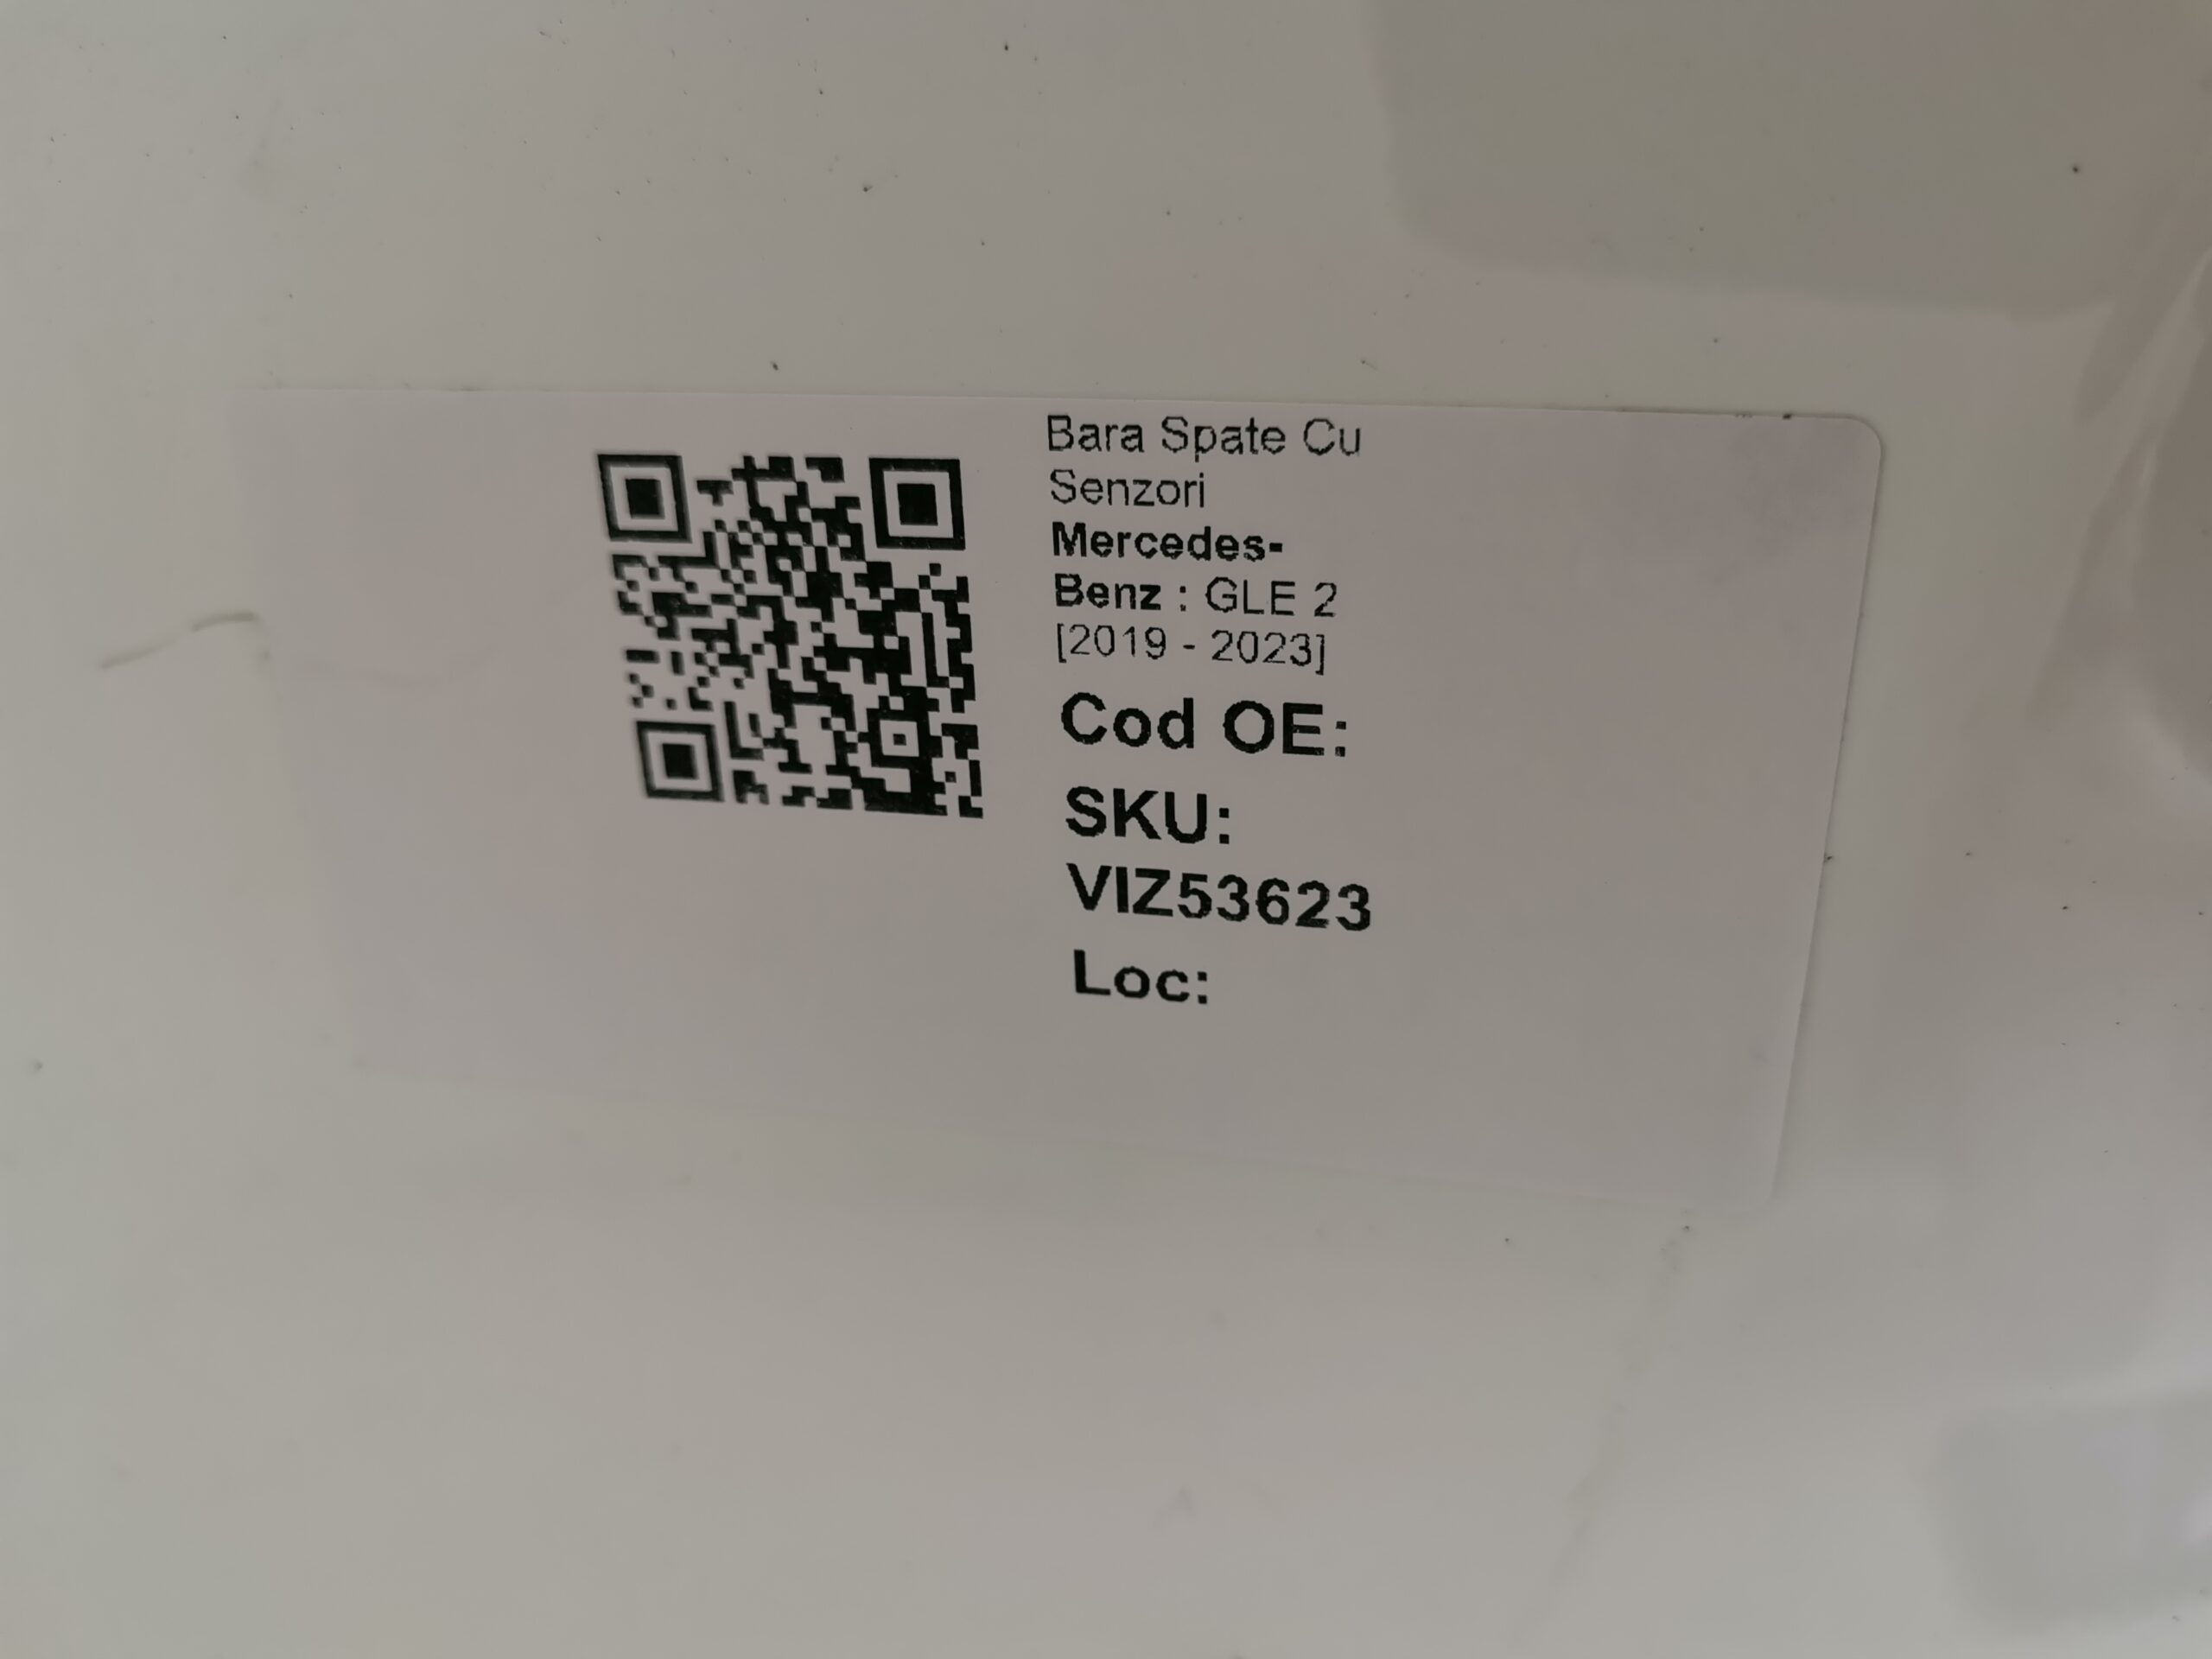 Bara Spate Cu
Senzori
Mercedes-
Benz : GLE 2
[2019 - 2023]
Cod OE:
SKU:
VIZ53623
Loc: